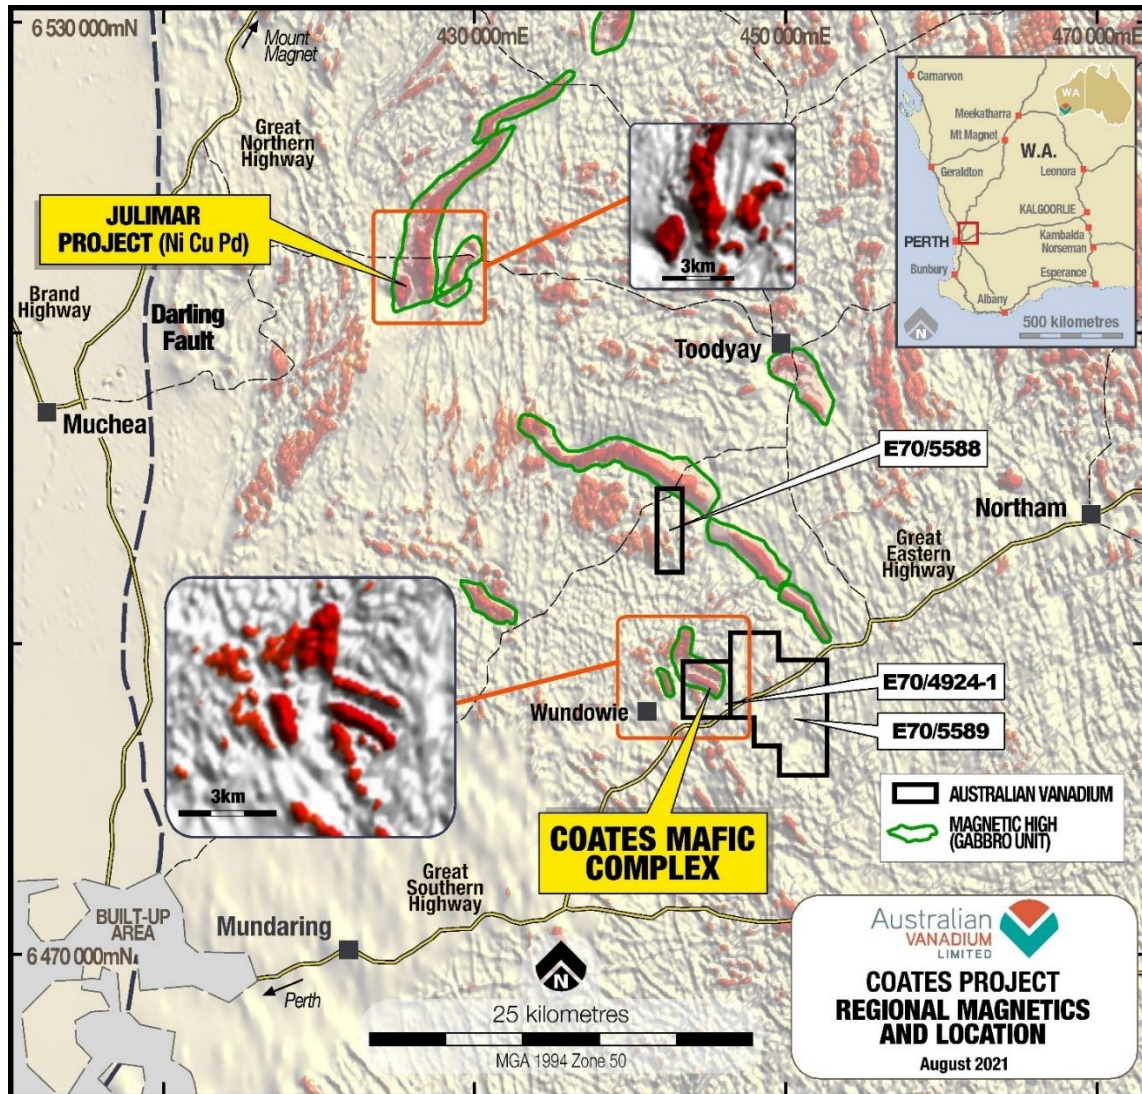 6 530 000mN
430 000mE
450 000mE
470 000mE
Mount
Magnet
Great
Northern
Highway
JULIMAR
PROJECT (Ni Cu Pd)
3km
Carnarvon
WA
Meekatharra
Mt Magnet
W.A.
Geraldton
Leonora
KALGOORLIE
PERTH
Kambalda
Norseman
Bunbury
Esperance
Albany
N
500 kilometres
Brand
Highway
Darling
Fault
Toodyay
Muchea
E70/5588
Northam
Great
Eastern
Highway
3km
Wundowie
E70/4924-1
E70/5589
COATES MAFIC
COMPLEX
AUSTRALIAN VANADIUM
MAGNETIC HIGH
(GABBRO UNIT)
Great
Southern
Highway
BUILT-UP
AREA
Mundaring
6 470 000mN
Perth
N
25 kilometres
MGA 1994 Zone 50
Australian
VANADIUM
LIMITED
COATES PROJECT
REGIONAL MAGNETICS
AND LOCATION
August 2021